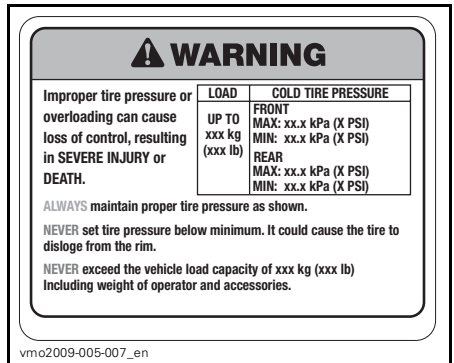 WARNING
Improper tire pressure or
overloading can cause
loss of control, resulting
in SEVERE INJURY or
DEATH.
LOAD
UP TO
xxx kg
(xxx lb)
COLD TIRE PRESSURE
FRONT
MAX: xx.x kPa (X PSI)
MIN: xx.x kPa (X PSI)
REAR
MAX: xx.x kPa (X PSI)
MIN: xx.x kPa (X PSI)
ALWAYS maintain proper tire pressure as shown.
NEVER set tire pressure below minimum. It could cause the tire to
disloge from the rim.
NEVER exceed the vehicle load capacity of xxx kg (xxx lb)
Including weight of operator and accessories.
vmo2009-005-007_en